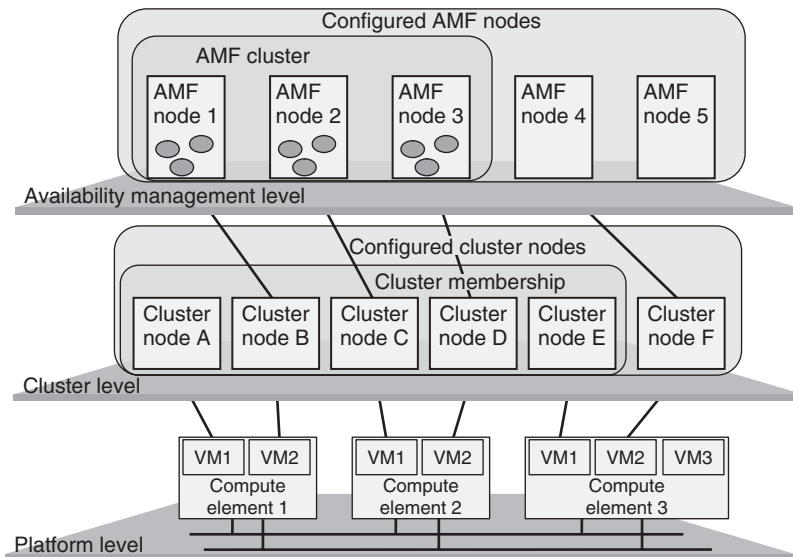 Configured AMF nodes
AMF cluster
AMF
node 1
AMF
node 2
AMF
node 3
AMF
node 4
AMF
node 5
Availability management level
Configured cluster nodes
Cluster membership
Cluster
node A
Cluster
node B
Cluster
node C
Cluster
node D
Cluster
node E
Cluster
node F
Cluster level
VM1
VM2
Compute
element 1
VM1
VM2
Compute
element 2
VM1
VM2
VM3
Compute
element 3
Platform level